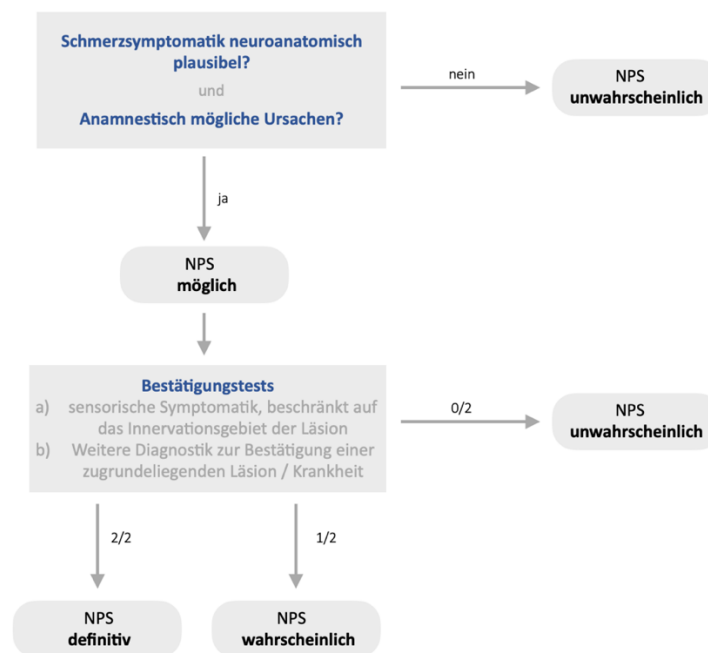 Schmerzsymptomatik neuroanatomisch
plausibel?
und
Anamnestisch mögliche Ursachen?
nein
NPS
unwahrscheinlich
ja
NPS
möglich
Bestätigungstests
a) sensorische Symptomatik, beschränkt auf
das Innervationsgebiet der Läsion
b) Weitere Diagnostik zur Bestätigung einer
zugrundeliegenden Läsion / Krankheit
0/2
NPS
unwahrscheinlich
2/2
1/2
NPS
definitiv
NPS
wahrscheinlich